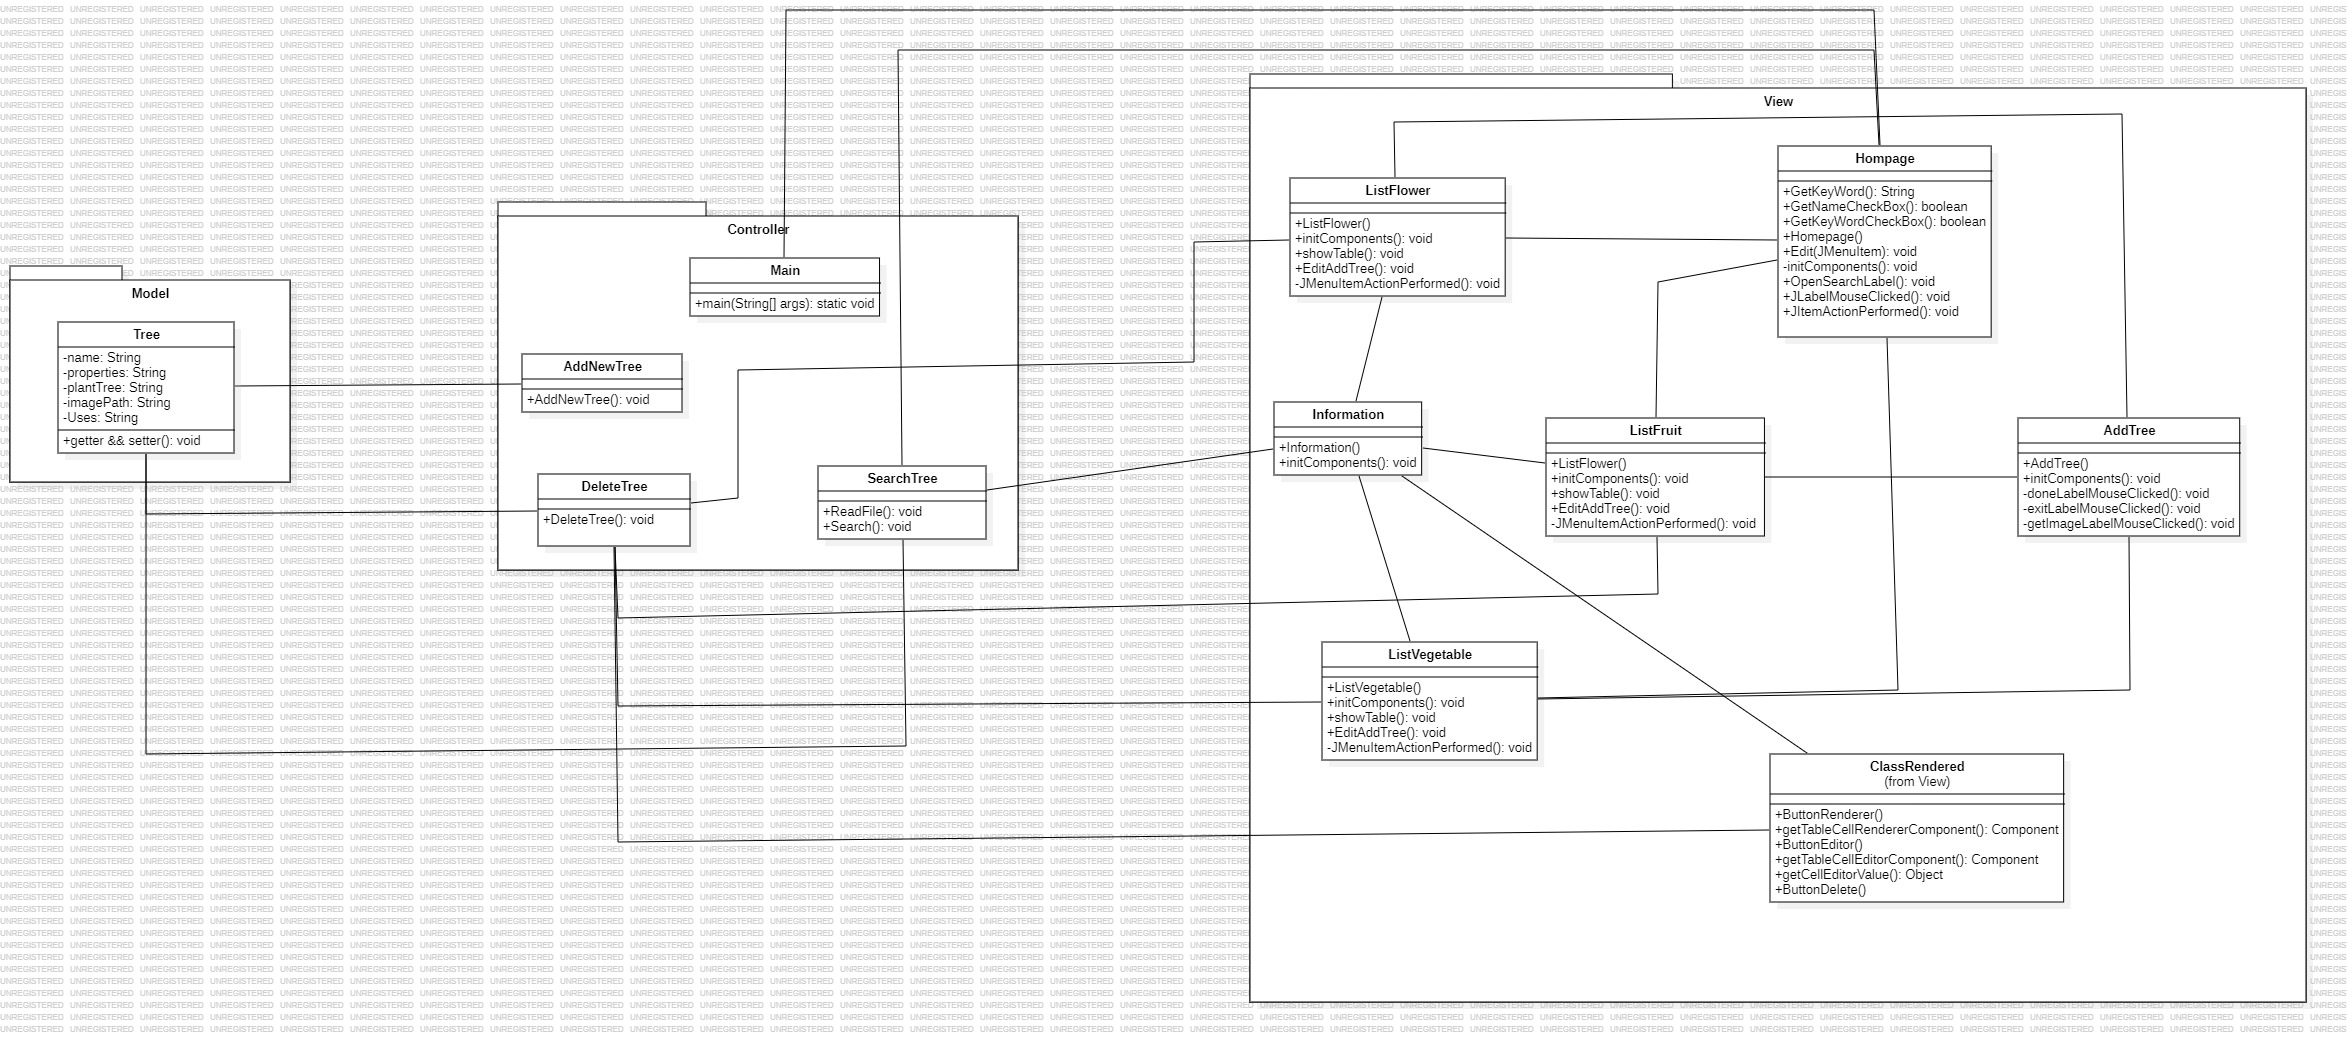 View
Hompage
+GetKeyWord(): String
+GetNameCheckBox(): boolean
+GetKeyWordCheckBox(): boolean
+Homepage()
+Edit(JMenuItem): void
-initComponents(): void
+OpenSearchLabel(): void
+JLabelMouseClicked(): void
+JItemActionPerformed(): void
ListFlower
+ListFlower()
+initComponents(): void
+showTable(): void
+EditAddTree(): void
-JMenuItemActionPerformed(): void
Controller
Main
+main(String[] args): static void
Model
Tree
-name: String
-properties: String
-plantTree: String
-imagePath: String
-Uses: String
+getter && setter(): void
AddNewTree
+AddNewTree(): void
DeleteTree
+DeleteTree(): void
SearchTree
+ReadFile(): void
+Search(): void
Information
+Information()
+initComponents(): void
ListFruit
+ListFlower()
+initComponents(): void
+showTable(): void
+EditAddTree(): void
-JMenuItemActionPerformed(): void
AddTree
+AddTree()
+initComponents(): void
-doneLabelMouseClicked(): void
-exitLabelMouseClicked(): void
-getImageLabelMouseClicked(): void
ListVegetable
+ListVegetable()
+initComponents(): void
+showTable(): void
+EditAddTree(): void
-JMenuItemActionPerformed(): void
ClassRendered
(from View)
+ButtonRenderer()
+getTableCellRendererComponent(): Component
+ButtonEditor()
+getTableCellEditorComponent(): Component
+getCellEditorValue(): Object
+ButtonDelete()
UNREGISTERED